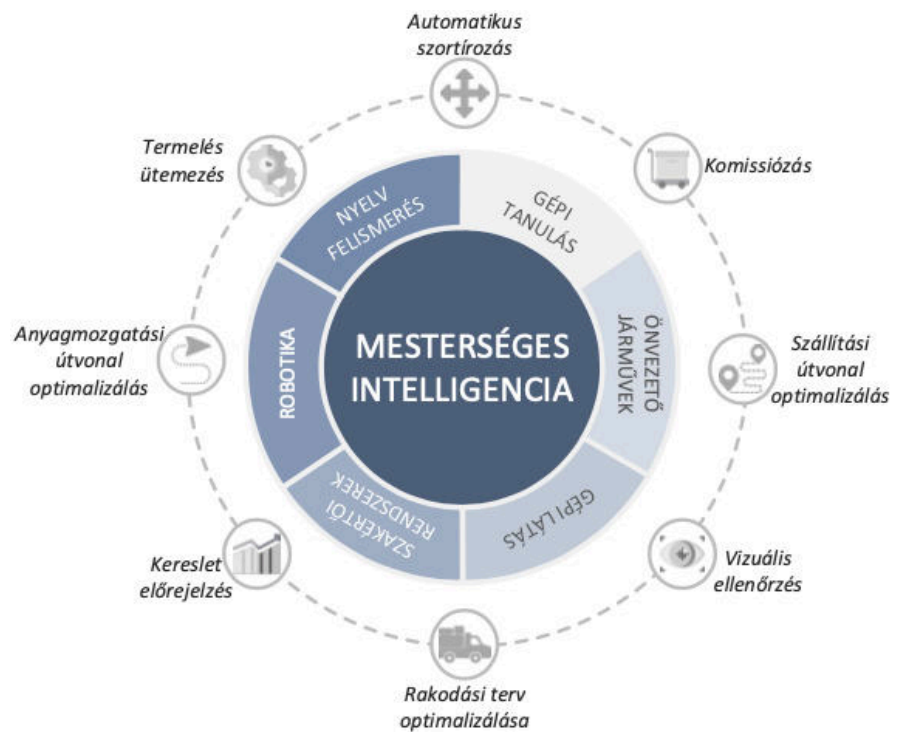 Automatikus
szortírozás
Komissiózás
Szállítási
útvonal
optimalizálás
Vizuális
ellenőrzés
Rakodási terv
optimalizálása
Kereslet
előrejelzés
Anyagmozgatási
útvonal
optimalizálás
Termelés
ütemezés
GÉPI
TANULÁS
ÖNVEZETŐ
JÁRMŰVEK
GÉPI LÁTÁS
SZAKÉRTŐI
RENDSZEREK
ROBOTIKA
NYELV
FELISMERÉS
MESTERSÉGES
INTELLIGENCIA